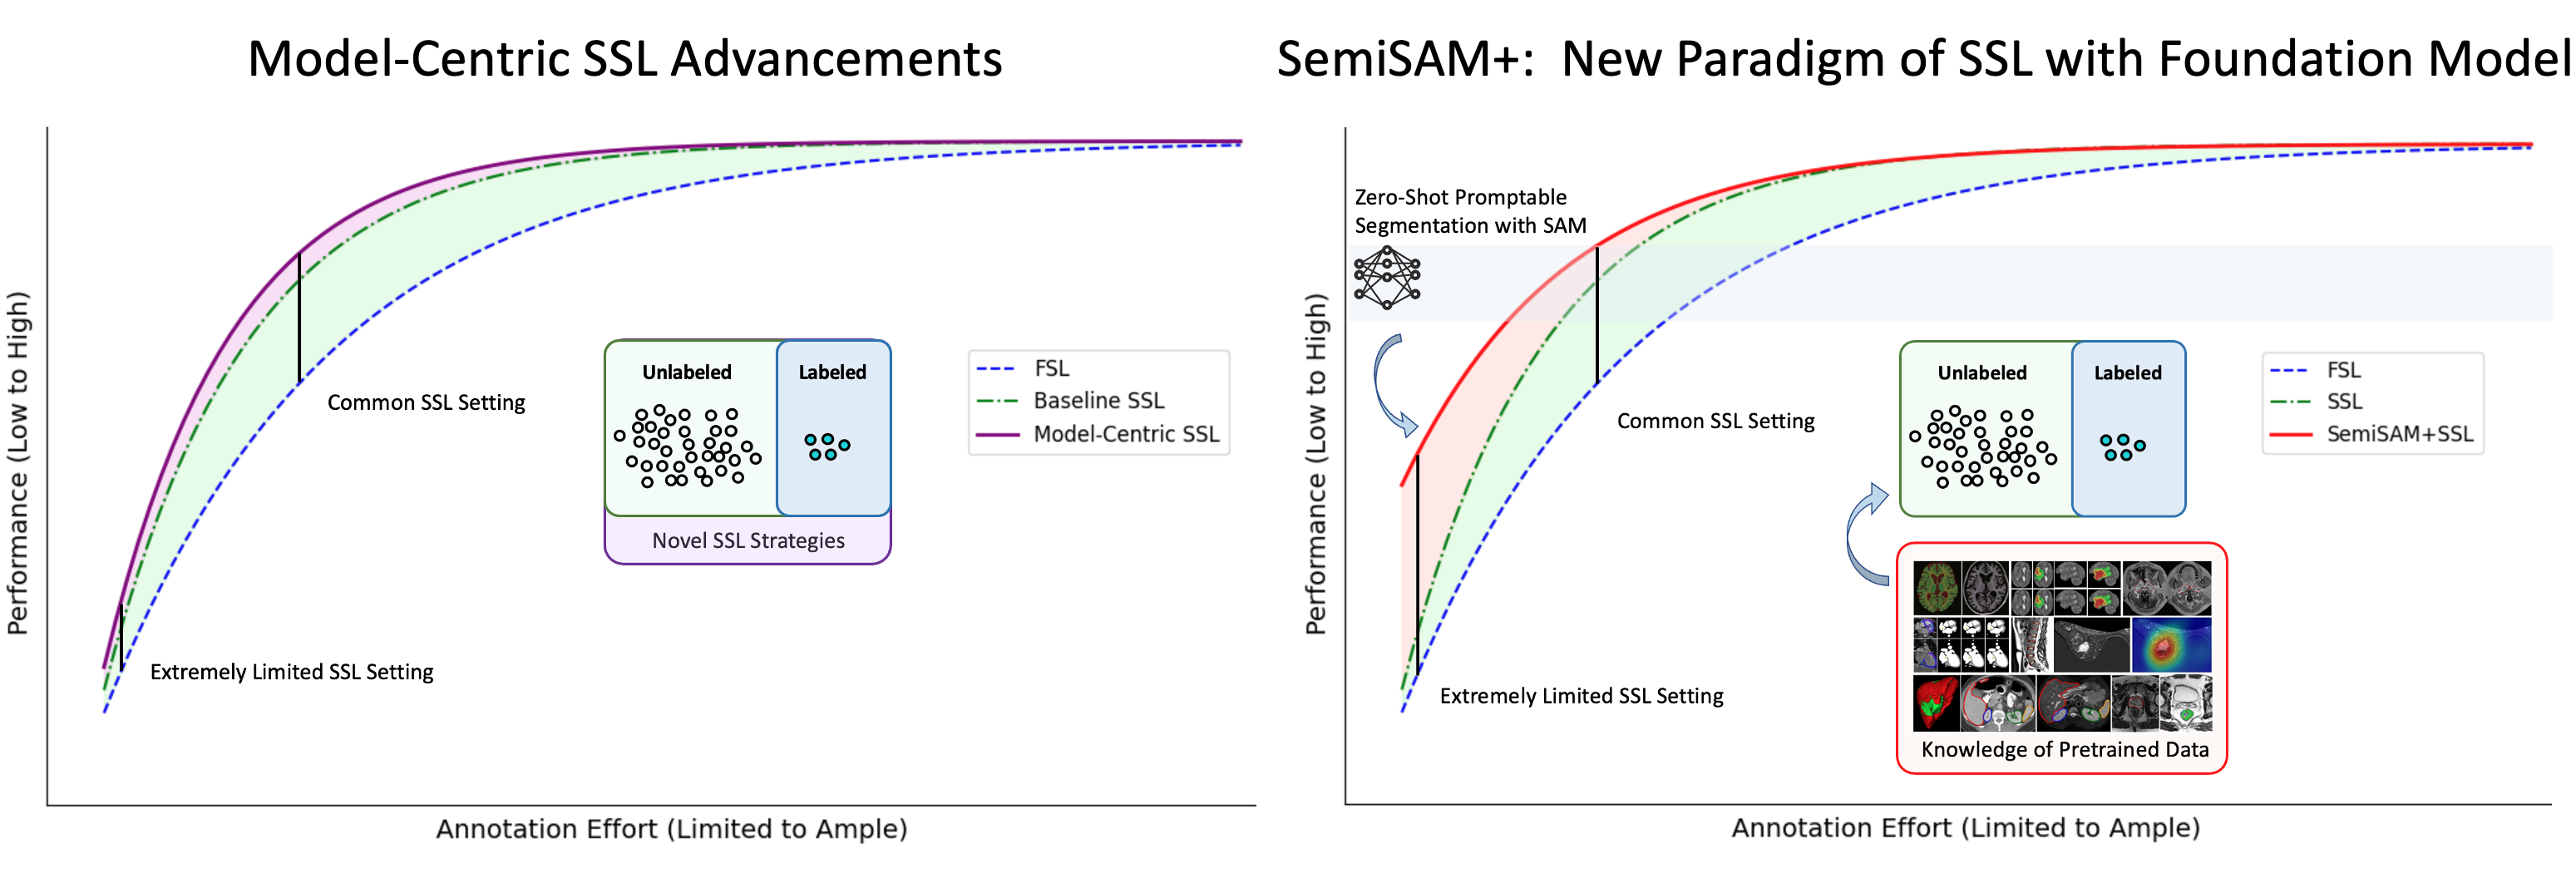 Model-Centric SSL Advancements
Performance (Low to High)
Common SSL Setting
Extremely Limited SSL Setting
Unlabeled
Labeled
Novel SSL Strategies
FSL
Baseline SSL
Model-Centric SSL
Annotation Effort (Limited to Ample)
SemiSAM+: New Paradigm of SSL with Foundation Model
Performance (Low to High)
Zero-Shot Promptable
Segmentation with SAM
Common SSL Setting
Extremely Limited SSL Setting
Unlabeled
Labeled
Knowledge of Pretrained Data
FSL
SSL
SemiSAM+SSL
Annotation Effort (Limited to Ample)